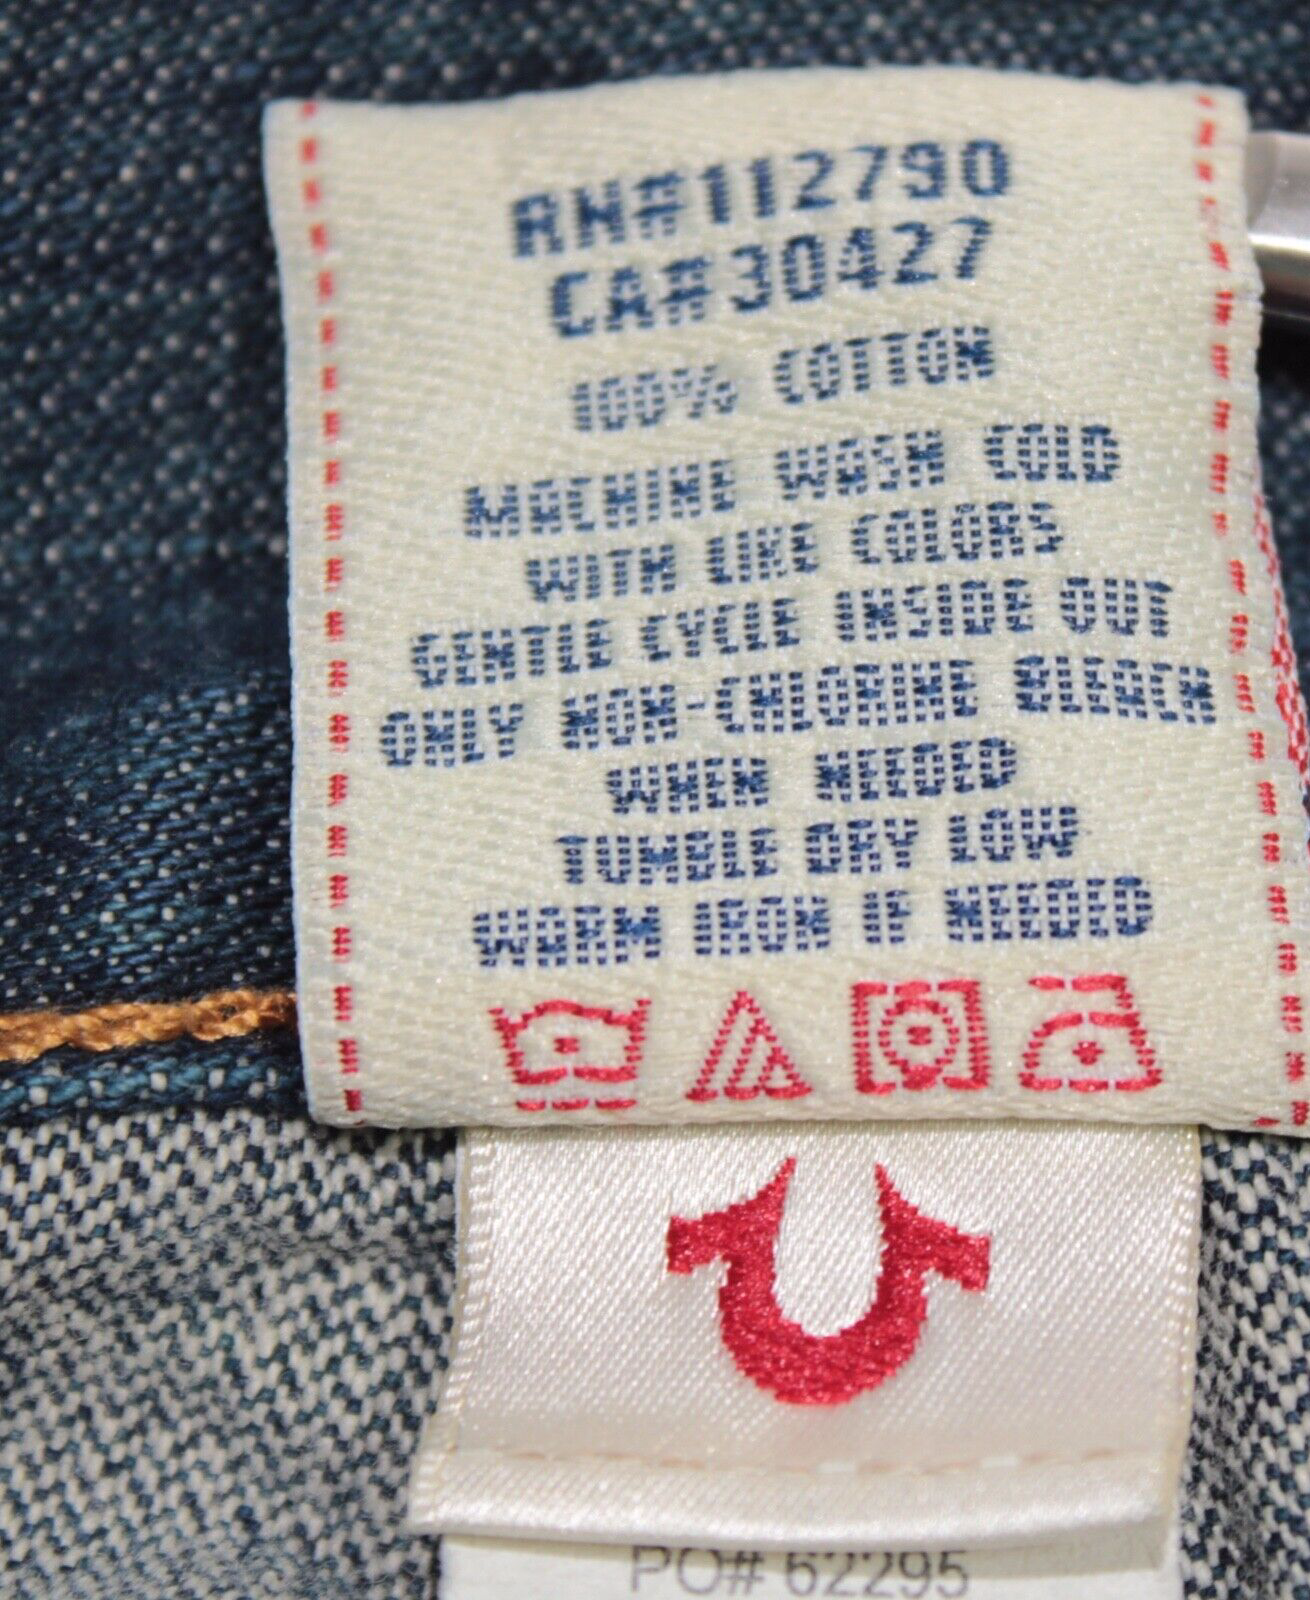 RN#112790
CA#30427
100% COTTON
MACHINE WASH COLD
WITH LIKE COLORS
GENTLE CYCLE INSIDE OUT
ONLY NON-CHLORINE BLEACH
WHEN NEEDED
TUMBLE DRY LOW
WARM IRON IF NEEDED
PO# 62295